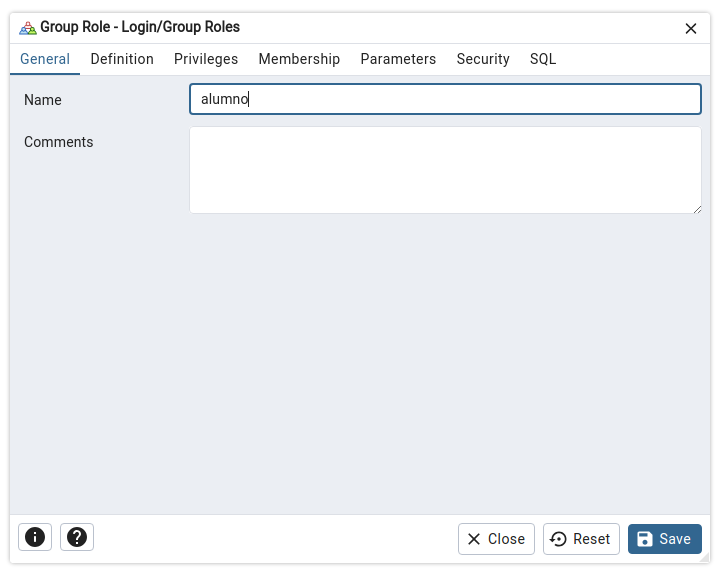 Group Role - Login/Group Roles
General Definition Privileges Membership Parameters Security SQL
Name alumno
Comments
Close Reset Save